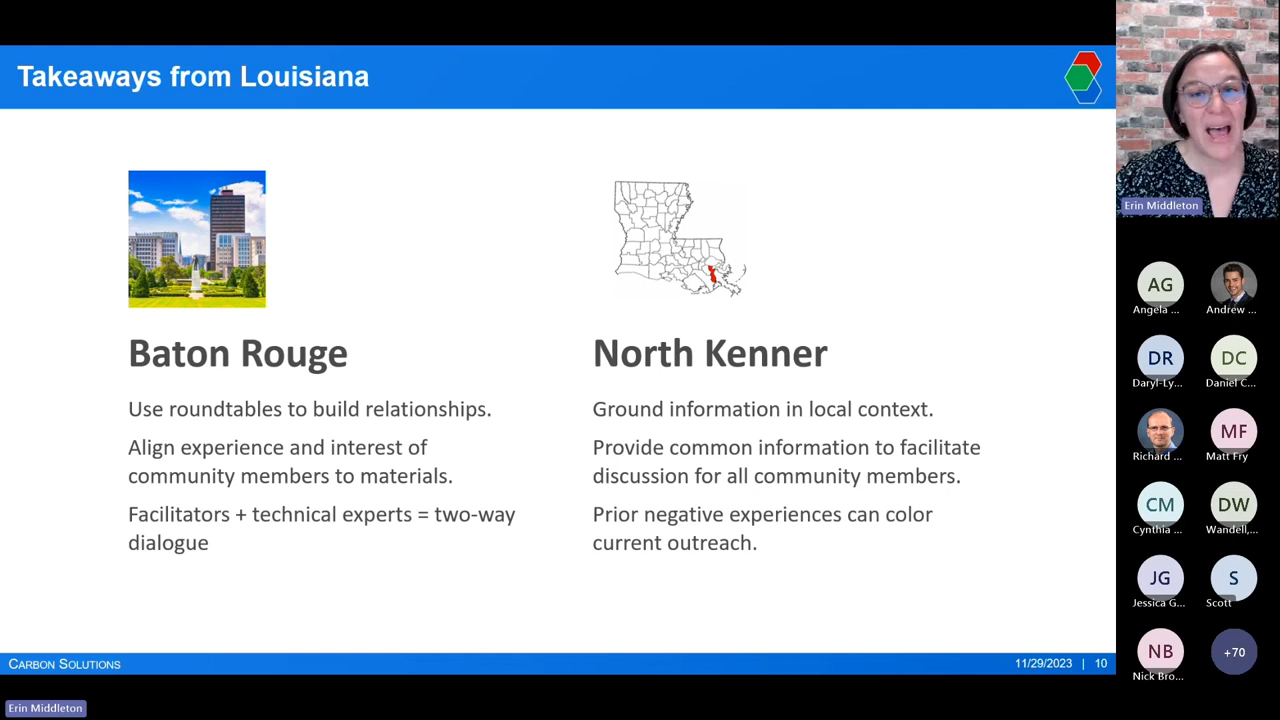 Takeaways from Louisiana
Baton Rouge
Use roundtables to build relationships.
Align experience and interest of
community members to materials.
Facilitators + technical experts = two-way
dialogue
North Kenner
Ground information in local context.
Provide common information to facilitate
discussion for all community members.
Prior negative experiences can color
current outreach.
CARBON SOLUTIONS
11/29/2023 | 10
Erin Middleton
Erin Middleton
AG
Angela ...
Andrew ...
DR
Daryl-Ly...
DC
Daniel C...
Richard ...
MF
Matt Fry
CM
Cynthia ...
DW
Wandell,...
JG
Jessica G...
S
Scott
NB
Nick Bro...
+70